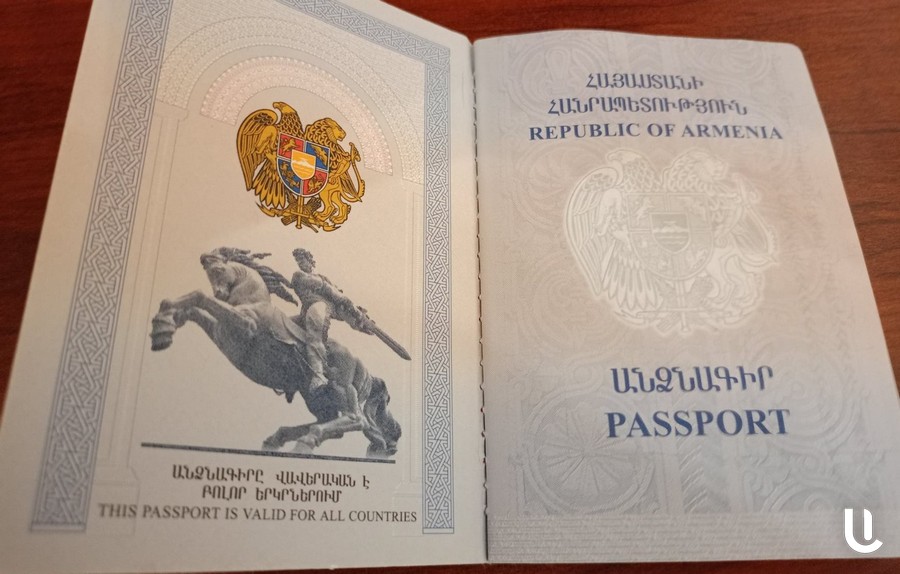 ԱՆՁՆԱԳԻՐԸ ՎԱՎԵՐԱԿԱՆ Է
ԲՈԼՈՐ ԵՐԿՐՆԵՐՈՒՄ
THIS PASSPORT IS VALID FOR ALL COUNTRIES
ՀԱՅԱՍՏԱՆԻ
ՀԱՆՐԱՊԵՏՈՒԹՅՈՒՆ
REPUBLIC OF ARMENIA
ԱՆՁՆԱԳԻՐ
PASSPORT